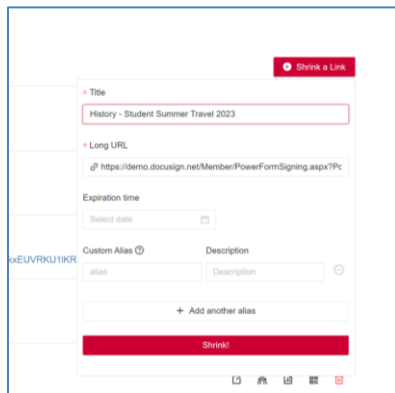 Shrink a Link
* Title
History - Student Summer Travel 2023
* Long URL
https://demo.docusign.net/Member/PowerFormSigning.aspx?Pc
Expiration time
Select date
Custom Alias Description
alias Description
+ Add another alias
Shrink!